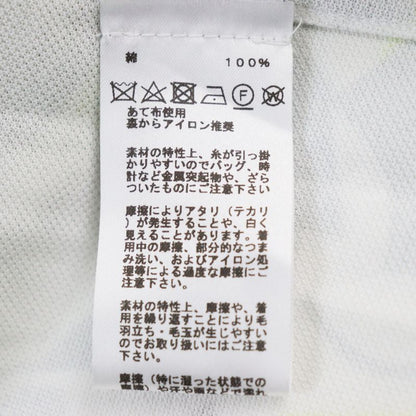 綿 100%
F W
あて布使用
裏からアイロン推奨
素材の特性上、糸が引っ掛
かりやすいのでバッグ、時
計など金属突起物や、ざら
ついたものにご注意下さい
摩擦によりアタリ（テカリ
）が発生することや、白く
見えることがあります。着
用中の摩擦、部分的なつま
み洗い、およびアイロン処
理等による過度な摩擦にご
注意下さい。
素材の特性上、摩擦や、着
用を繰り返すことにより毛
羽立ち・毛玉が生じやすい
のでお取り扱いにはご注意
下さい。
摩擦（特に湿った状態での